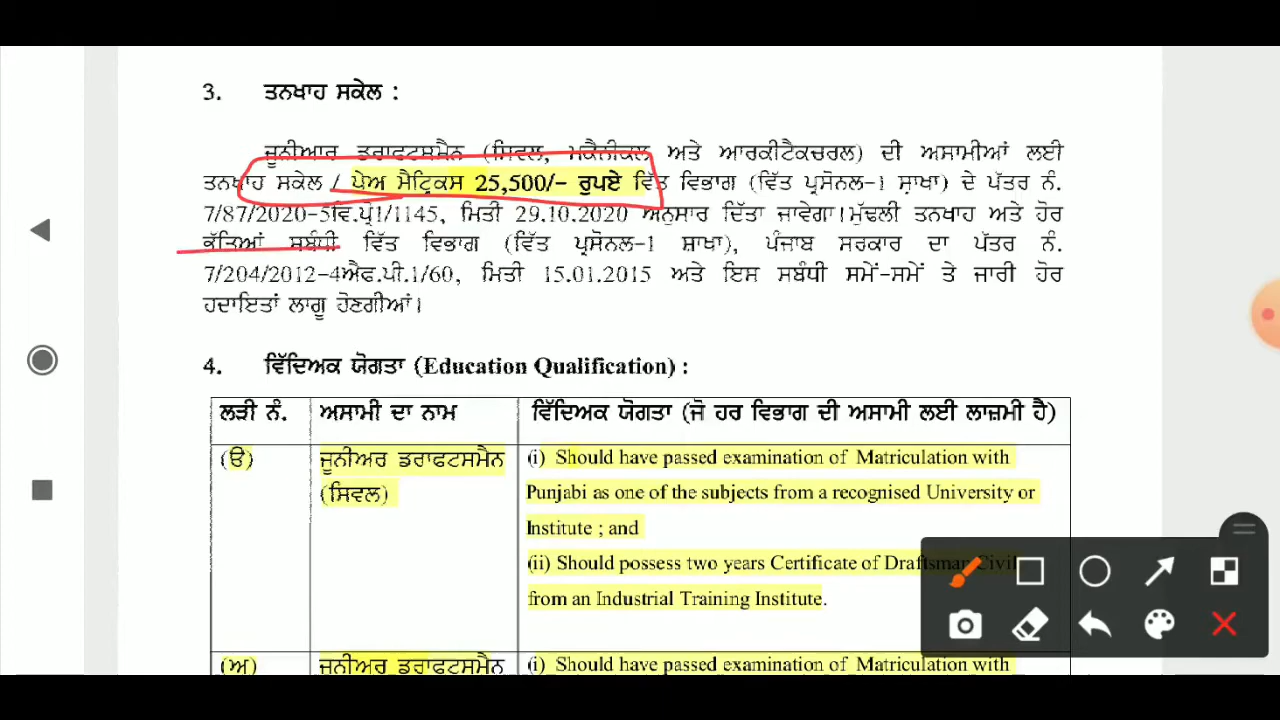 3. ਤਨਖਾਹ ਸਕੇਲ :
ਜੂਨੀਆਰ ਡਰਾਫਟਸਮੈਨ (ਸਿਵਲ, ਮਕੈਨੀਕਲ ਅਤੇ ਆਰਕੀਟੈਕਚਰਲ) ਦੀ ਅਸਾਮੀਆਂ ਲਈ
ਤਨਖਾਹ ਸਕੇਲ / ਪੇਅ ਮੈਟ੍ਰਿਕਸ 25,500/- ਰੁਪਏ ਵਿੱਤ ਵਿਭਾਗ (ਵਿੱਤ ਪ੍ਰਸੋਨਲ-1 ਸ਼ਾਖਾ) ਦੇ ਪੱਤਰ ਨੰ.
7/87/2020-5ਵਿ.ਪ੍ਰੋ1/1145, ਮਿਤੀ 29.10.2020 ਅਨੁਸਾਰ ਦਿੱਤਾ ਜਾਵੇਗਾ। ਮੁੱਢਲੀ ਤਨਖਾਹ ਅਤੇ ਹੋਰ
ਭੱਤਿਆਂ ਸਬੰਧੀ ਵਿੱਤ ਵਿਭਾਗ (ਵਿੱਤ ਪ੍ਰਸੋਨਲ-1 ਸ਼ਾਖਾ), ਪੰਜਾਬ ਸਰਕਾਰ ਦਾ ਪੱਤਰ ਨੰ.
7/204/2012-4ਐਫ.ਪੀ.1/60, ਮਿਤੀ 15.01.2015 ਅਤੇ ਇਸ ਸਬੰਧੀ ਸਮੇਂ-ਸਮੇਂ ਤੇ ਜਾਰੀ ਹੋਰ
ਹਦਾਇਤਾਂ ਲਾਗੂ ਹੋਣਗੀਆਂ।
4. ਵਿੱਦਿਅਕ ਯੋਗਤਾ (Education Qualification) :
ਲੜੀ ਨੰ. ਅਸਾਮੀ ਦਾ ਨਾਮ ਵਿੱਦਿਅਕ ਯੋਗਤਾ (ਜੋ ਹਰ ਵਿਭਾਗ ਦੀ ਅਸਾਮੀ ਲਈ ਲਾਜ਼ਮੀ ਹੈ)
(ੳ) ਜੂਨੀਅਰ ਡਰਾਫਟਸਮੈਨ (i) Should have passed examination of Matriculation with
(ਸਿਵਲ) Punjabi as one of the subjects from a recognised University or
Institute ; and
(ii) Should possess two years Certificate of Draftsman Civil
from an Industrial Training Institute.
(ਅ) ਜੂਨੀਅਰ ਡਰਾਫਟਸਮੈਨ (i) Should have passed examination of Matriculation with